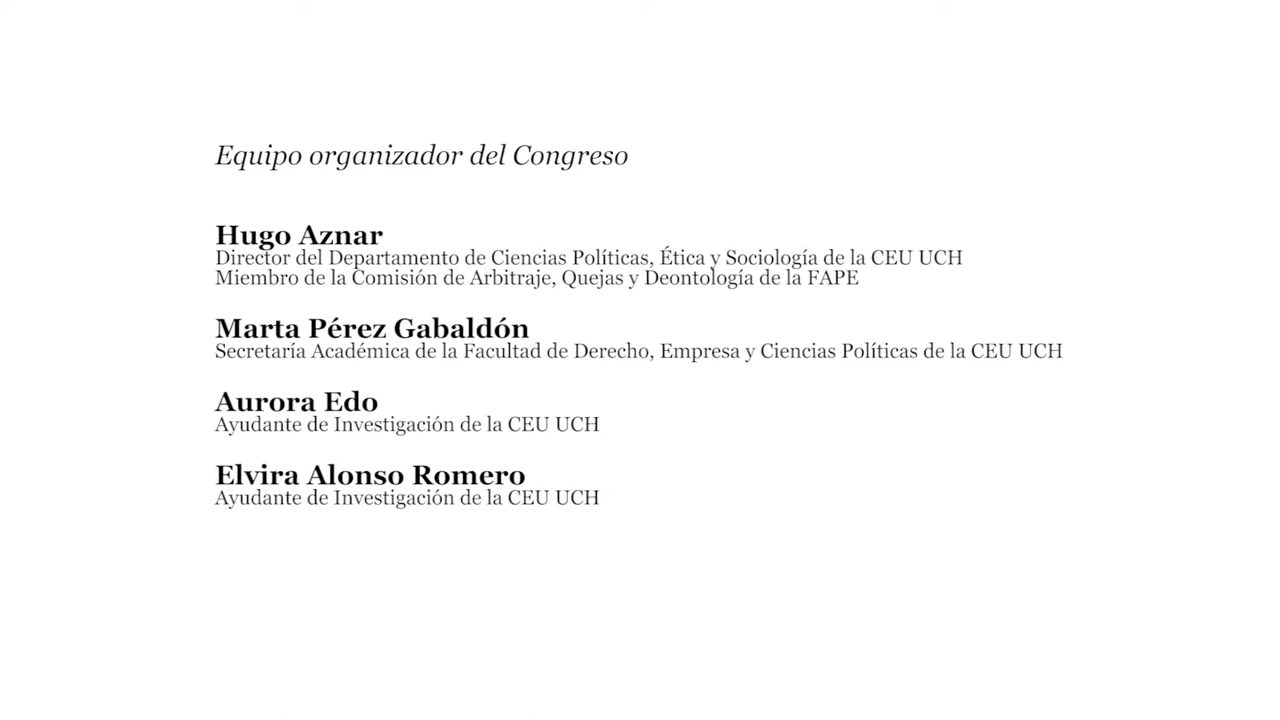 Equipo organizador del Congreso
Hugo Aznar
Director del Departamento de Ciencias Políticas, Ética y Sociología de la CEU UCH
Miembro de la Comisión de Arbitraje, Quejas y Deontología de la FAPE
Marta Pérez Gabaldón
Secretaría Académica de la Facultad de Derecho, Empresa y Ciencias Políticas de la CEU UCH
Aurora Edo
Ayudante de Investigación de la CEU UCH
Elvira Alonso Romero
Ayudante de Investigación de la CEU UCH